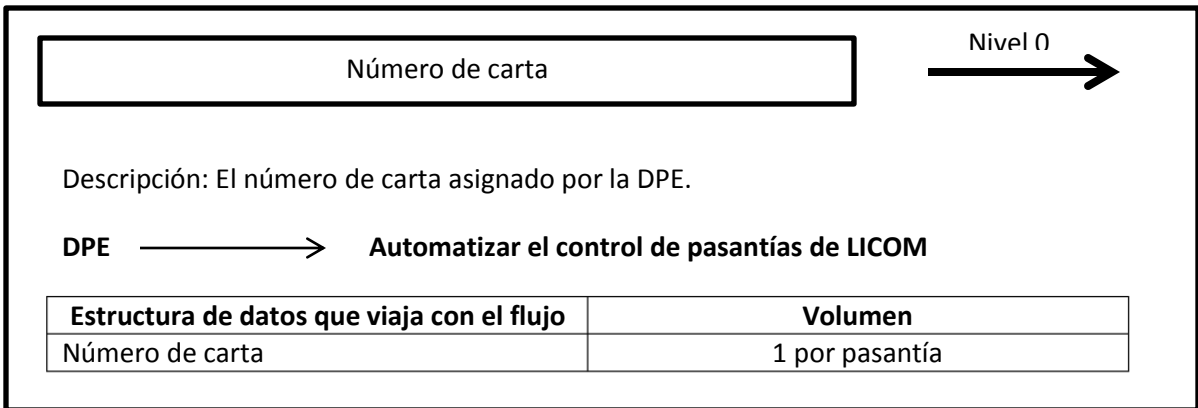 Nivel 0
Número de carta
Descripción: El número de carta asignado por la DPE.
DPE Automatizar el control de pasantías de LICOM
Estructura de datos que viaja con el flujo Volumen
Número de carta 1 por pasantía